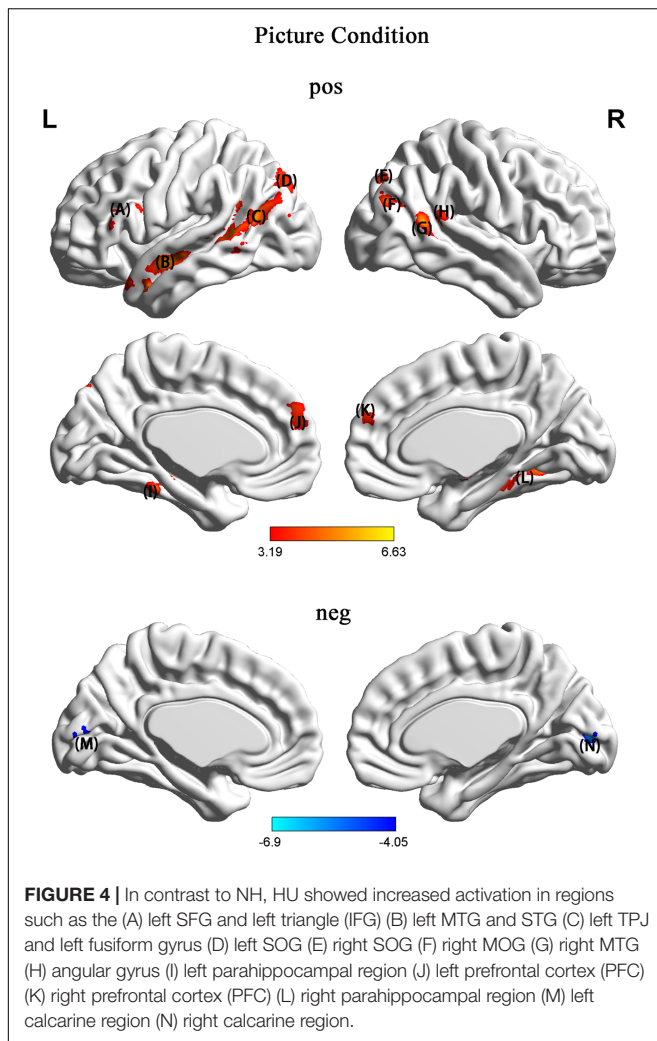 Picture Condition
pos
L R
(A) (B) (C) (D) (E) (F) (G) (H)
(I) (J) (K) (L)
3.19 6.63
neg
(M) (N)
-6.9 -4.05
FIGURE 4 | In contrast to NH, HU showed increased activation in regions
such as the (A) left SFG and left triangle (IFG) (B) left MTG and STG (C) left TPJ
and left fusiform gyrus (D) left SOG (E) right SOG (F) right MOG (G) right MTG
(H) angular gyrus (I) left parahippocampal region (J) left prefrontal cortex (PFC)
(K) right prefrontal cortex (PFC) (L) right parahippocampal region (M) left
calcarine region (N) right calcarine region.